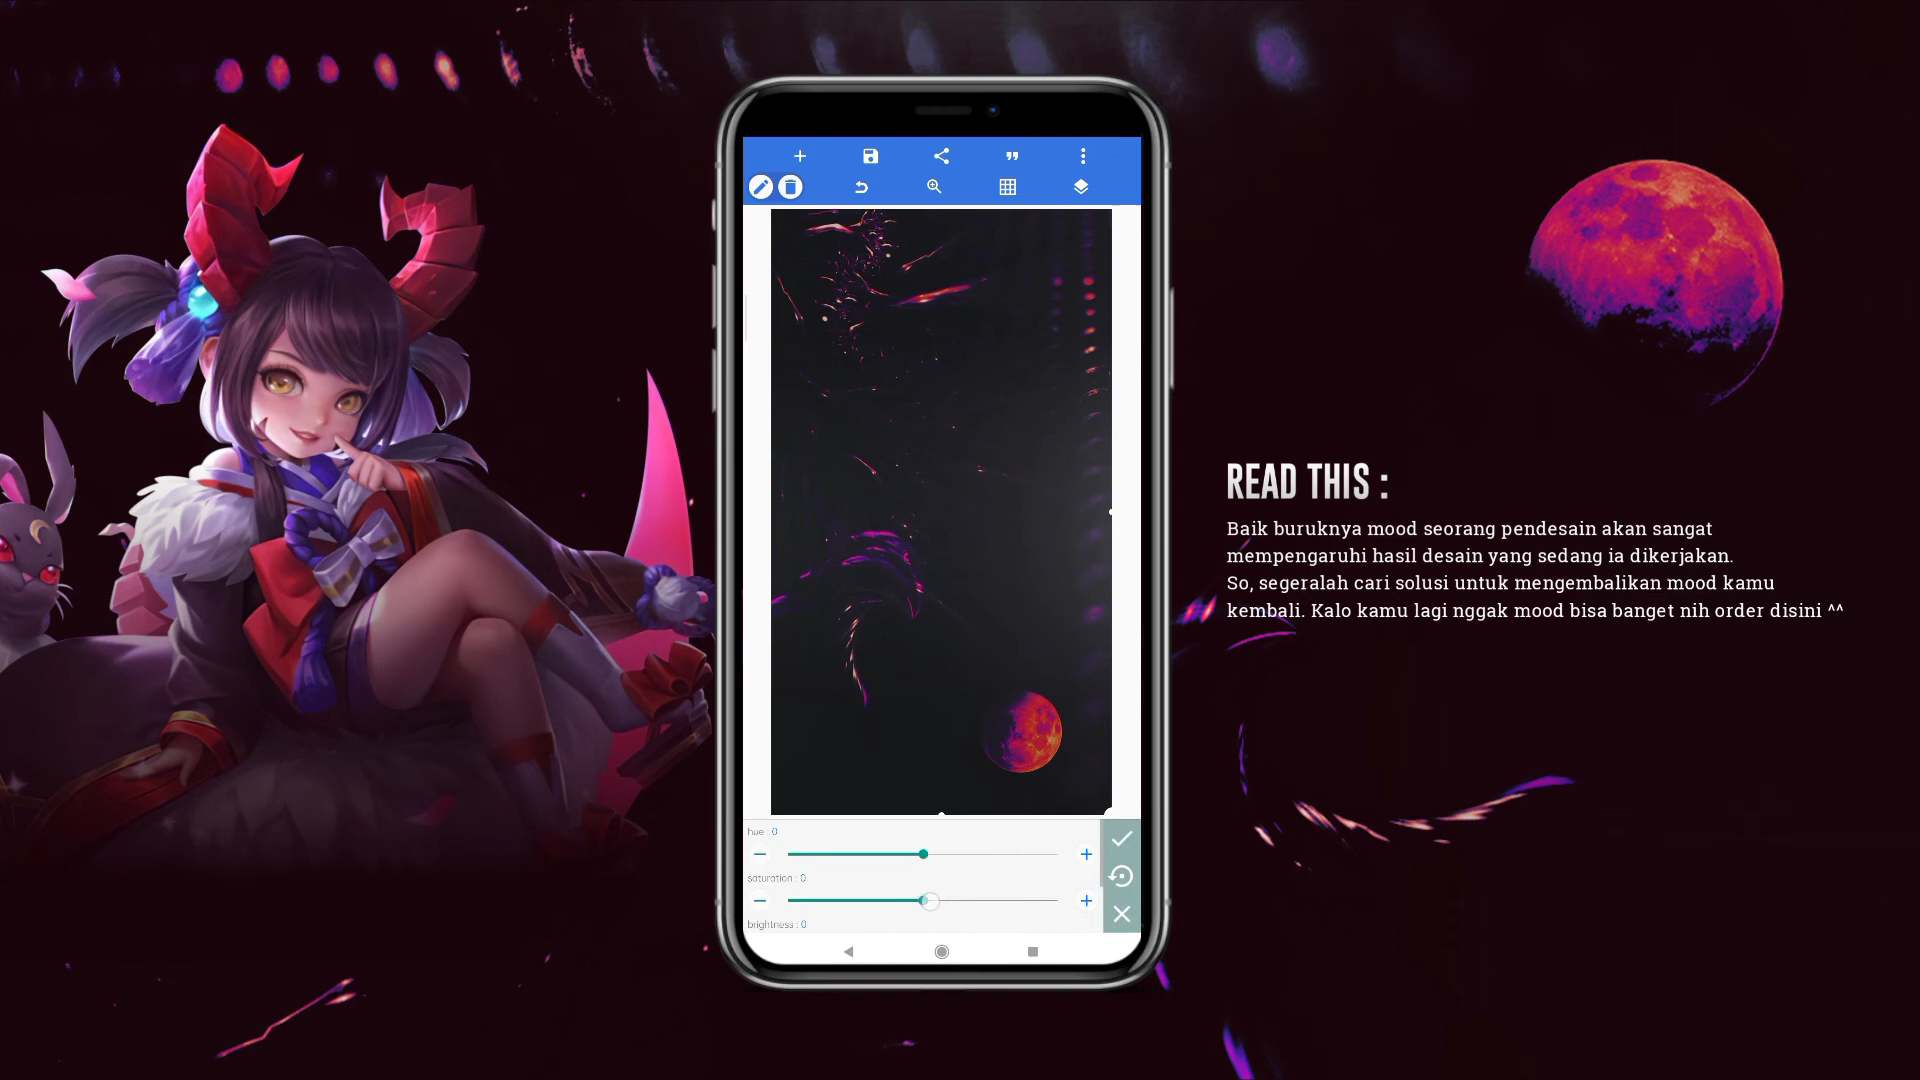 READ THIS :
Baik buruknya mood seorang pendesain akan sangat
mempengaruhi hasil desain yang sedang ia dikerjakan.
So, segeralah cari solusi untuk mengembalikan mood kamu
kembali. Kalo kamu lagi nggak mood bisa banget nih order disini ^^
hue : 0
saturation : 0
brightness : 0